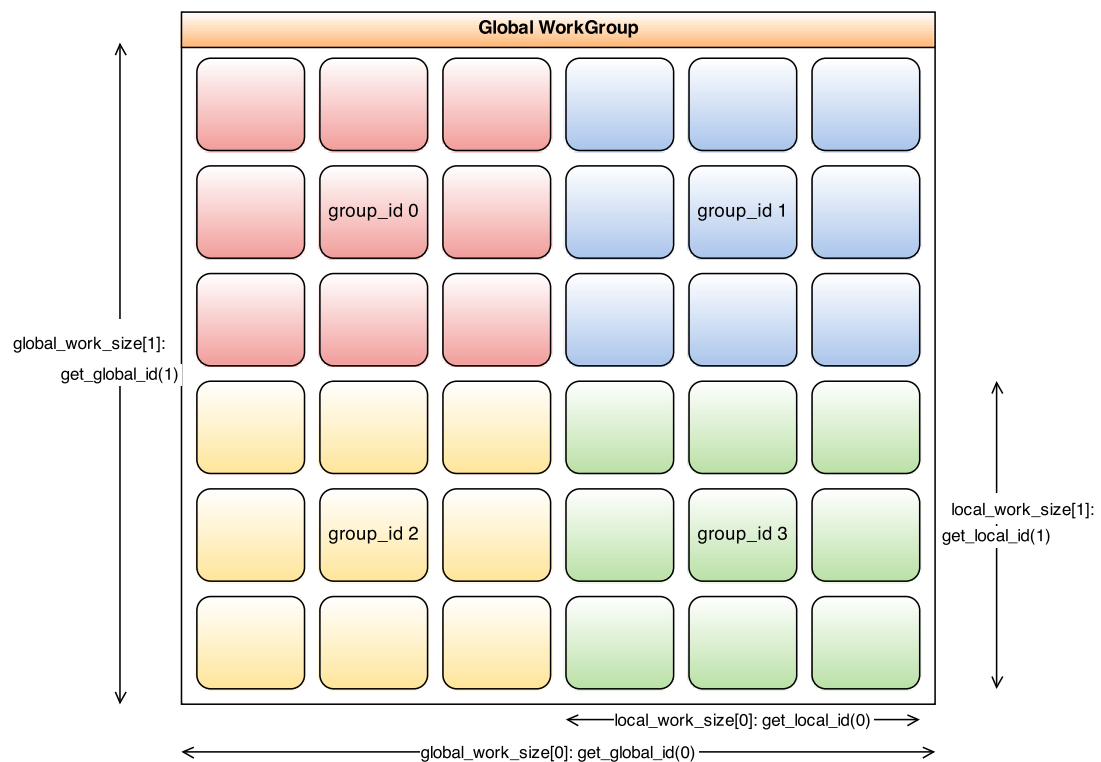 Global WorkGroup
group_id 0
group_id 1
global_work_size[1]:
get_global_id(1)
local_work_size[1]:
get_local_id(1)
group_id 2
group_id 3
local_work_size[0]: get_local_id(0)
global_work_size[0]: get_global_id(0)